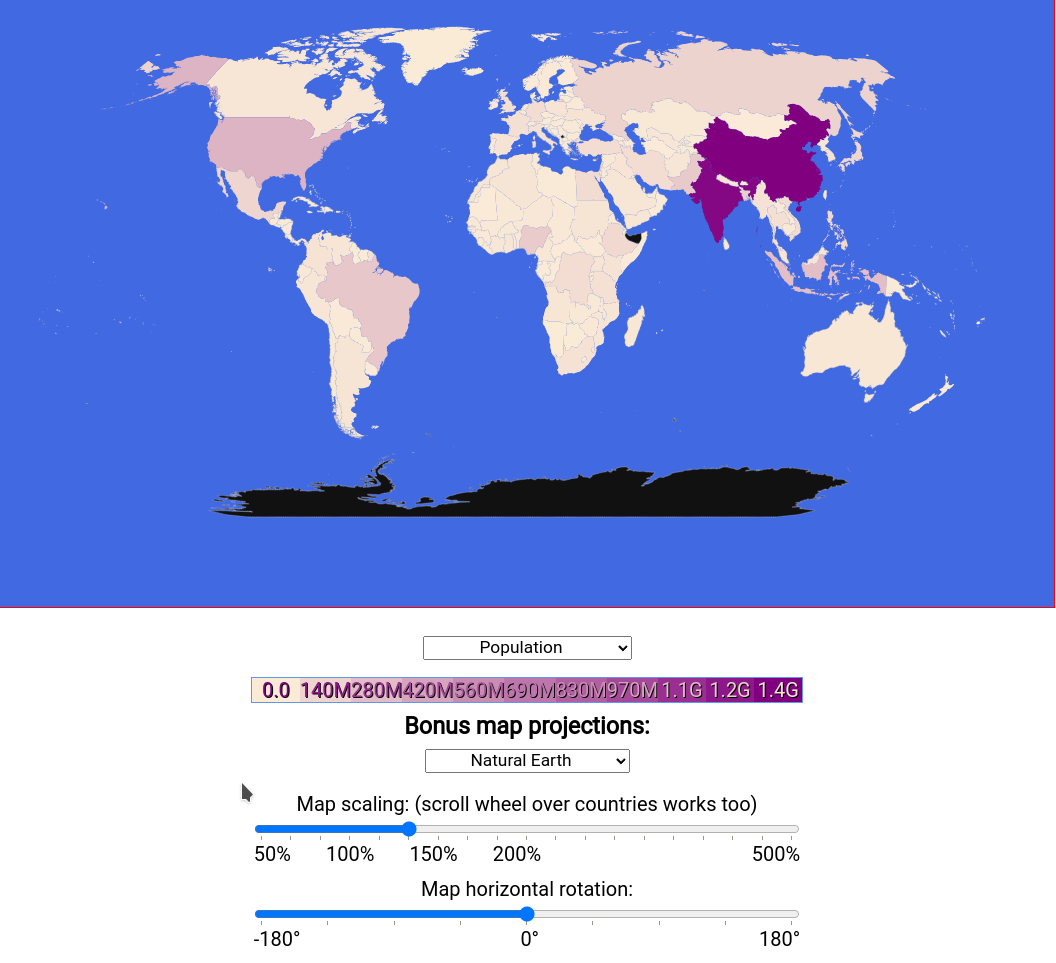 Population
0.0 140M 280M 420M 560M 690M 830M 970M 1.1G 1.2G 1.4G
Bonus map projections:
Natural Earth
Map scaling: (scroll wheel over countries works too)
50% 100% 150% 200% 500%
Map horizontal rotation:
-180° 0° 180°